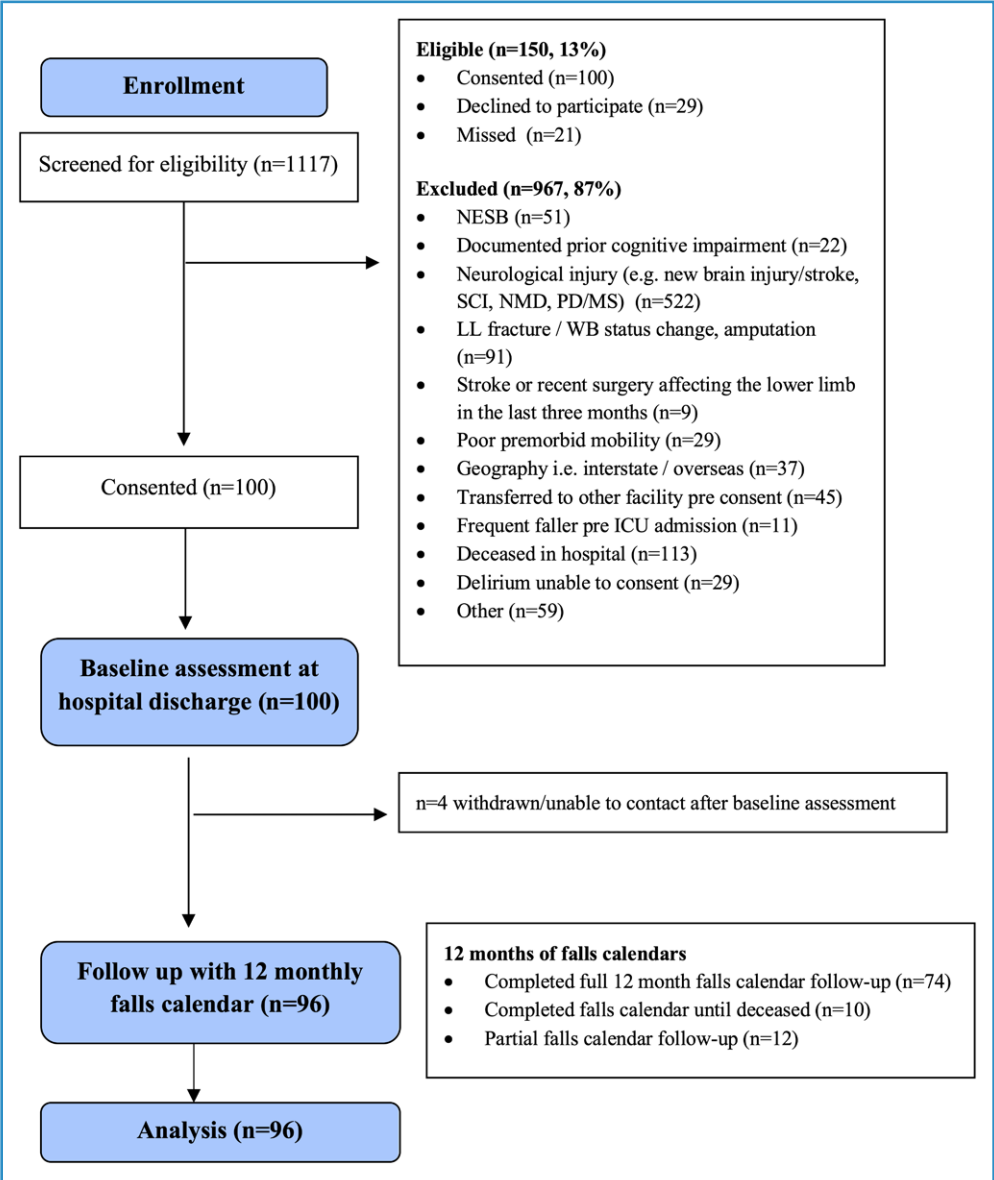 Enrollment
Screened for eligibility (n=1117)
Eligible (n=150, 13%)
• Consented (n=100)
• Declined to participate (n=29)
• Missed (n=21)
Excluded (n=967, 87%)
• NESB (n=51)
• Documented prior cognitive impairment (n=22)
• Neurological injury (e.g. new brain injury/stroke,
SCI, NMD, PD/MS) (n=522)
• LL fracture / WB status change, amputation
(n=91)
• Stroke or recent surgery affecting the lower limb
in the last three months (n=9)
• Poor premorbid mobility (n=29)
• Geography i.e. interstate / overseas (n=37)
• Transferred to other facility pre consent (n=45)
• Frequent faller pre ICU admission (n=11)
• Deceased in hospital (n=113)
• Delirium unable to consent (n=29)
• Other (n=59)
Consented (n=100)
Baseline assessment at
hospital discharge (n=100)
n=4 withdrawn/unable to contact after baseline assessment
Follow up with 12 monthly
falls calendar (n=96)
12 months of falls calendars
• Completed full 12 month falls calendar follow-up (n=74)
• Completed falls calendar until deceased (n=10)
• Partial falls calendar follow-up (n=12)
Analysis (n=96)